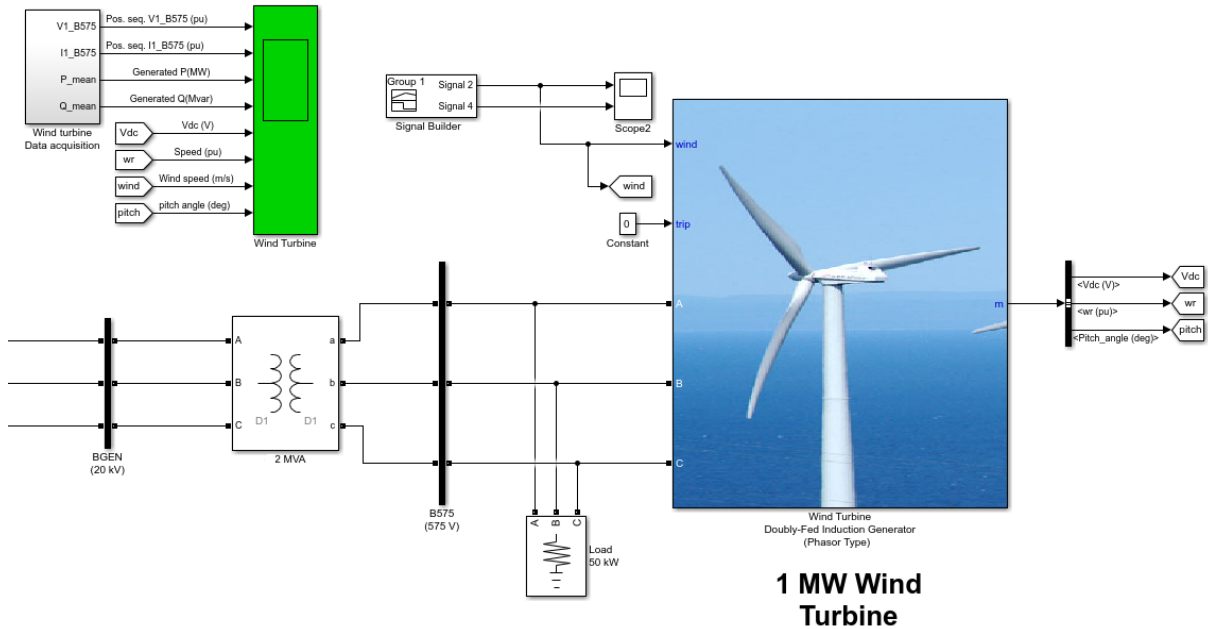 V1_B575
I1_B575
P_mean
Q_mean
Wind turbine
Data acquisition
Pos. seq. V1_B575 (pu)
Pos. seq. I1_B575 (pu)
Generated P(MW)
Generated Q(Mvar)
Vdc
Vdc (V)
wr
Speed (pu)
wind
Wind speed (m/s)
pitch
pitch angle (deg)
Wind Turbine
Group 1
Signal 2
Signal 4
Signal Builder
Scope2
wind
0
Constant
wind
trip
A
B
C
m
<Vdc (V)>
<wr (pu)>
<Pitch_angle (deg)>
Vdc
wr
pitch
BGEN
(20 kV)
A
B
C
a
b
c
D1
D1
2 MVA
B575
(575 V)
A
B
C
Load
50 kW
Wind Turbine
Doubly-Fed Induction Generator
(Phasor Type)
1 MW Wind
Turbine